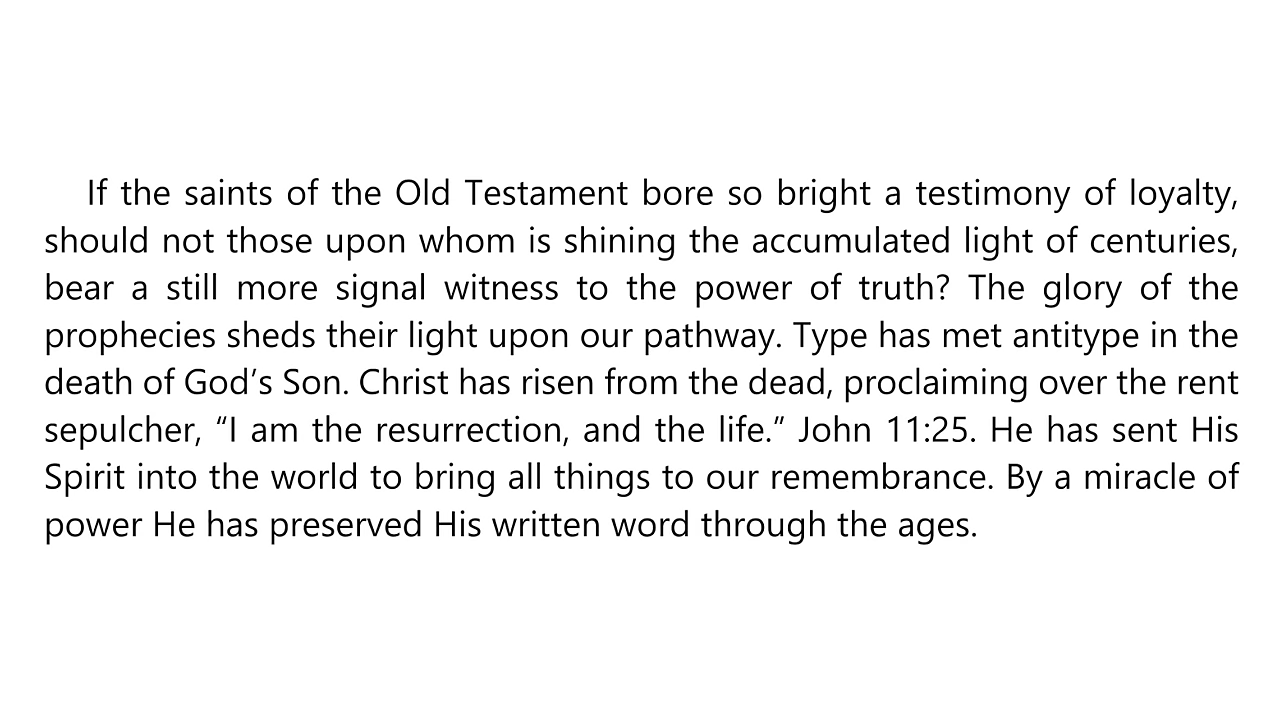 If the saints of the Old Testament bore so bright a testimony of loyalty,
should not those upon whom is shining the accumulated light of centuries,
bear a still more signal witness to the power of truth? The glory of the
prophecies sheds their light upon our pathway. Type has met antitype in the
death of God’s Son. Christ has risen from the dead, proclaiming over the rent
sepulcher, “I am the resurrection, and the life.” John 11:25. He has sent His
Spirit into the world to bring all things to our remembrance. By a miracle of
power He has preserved His written word through the ages.